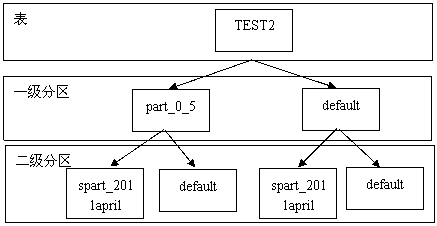 表
TEST2
一级分区
part_0_5
default
二级分区
spart_201
1april
default
spart_201
1april
default